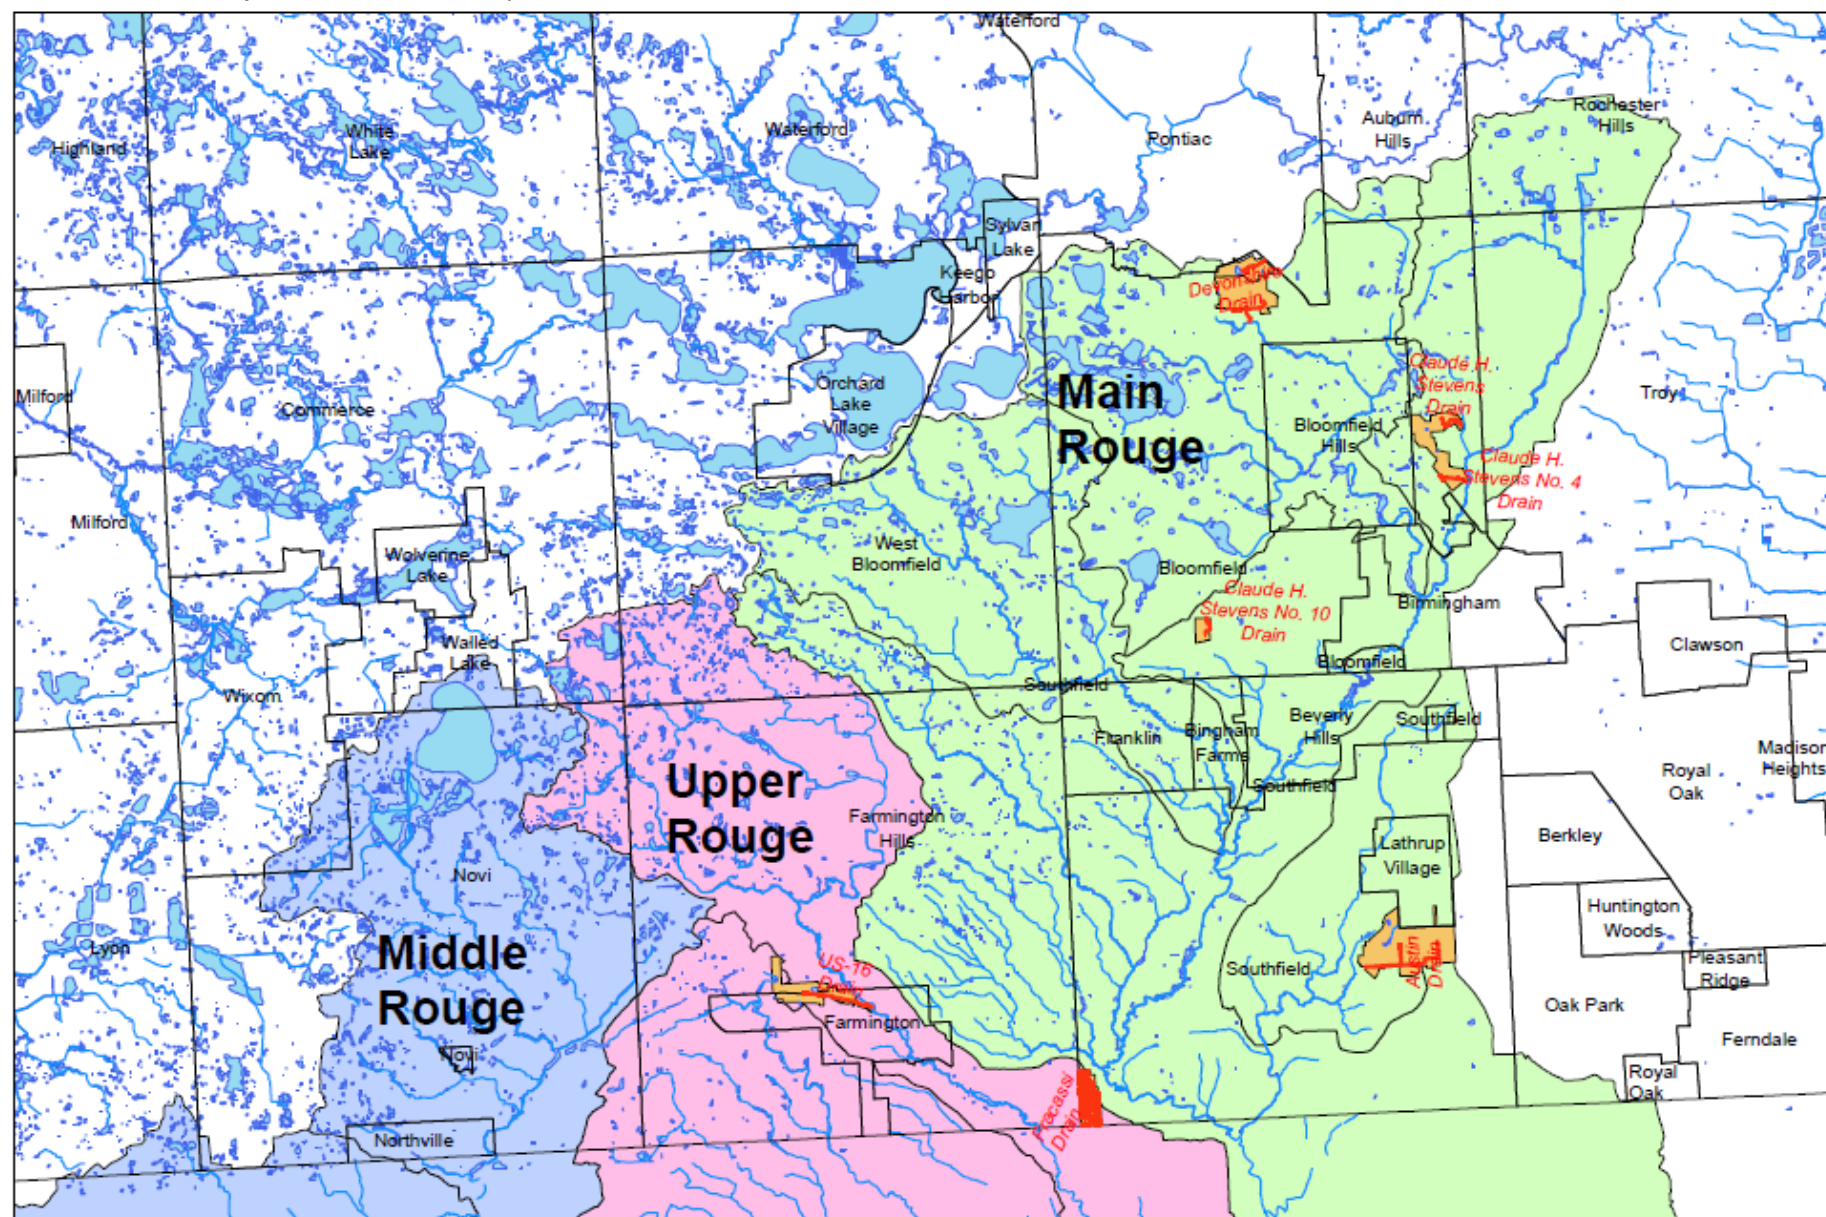 Waterford
Highland
White
Lake
Waterford
Pontiac
Auburn
Hills
Rochester
Hills
Sylvan
Lake
Keego
Harbor
Devonshire
Drain
Milford
Commerce
Orchard
Lake
Village
Main
Rouge
Bloomfield
Hills
Claude H.
Stevens
Drain
Troy
Claude H.
Stevens No. 4
Drain
Milford
Wolverine
Lake
West
Bloomfield
Bloomfield
Claude H.
Stevens No. 10
Drain
Birmingham
Clawson
Walled
Lake
Wixom
Bloomfield
Southfield
Franklin
Bingham
Farms
Beverly
Hills
Southfield
Southfield
Madison
Heights
Royal
Oak
Upper
Rouge
Farmington
Hills
Berkley
Lathrup
Village
Novi
Huntington
Woods
Lyon
Middle
Rouge
US-16
Drain
Farmington
Southfield
Austin
Drain
Pleasant
Ridge
Oak Park
Ferndale
Novi
Royal
Oak
Fracassi
Drain
Northville